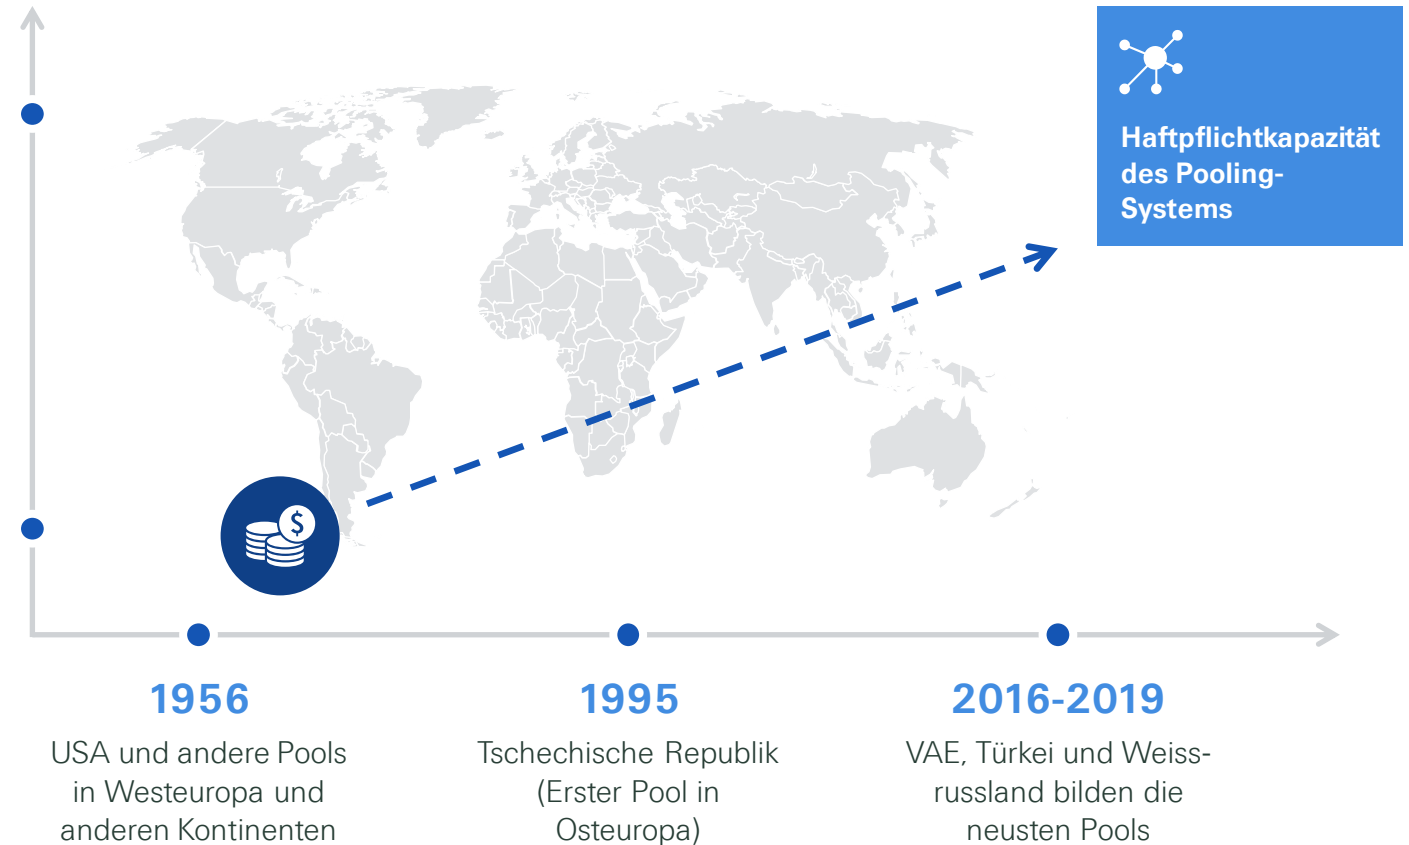 Haftpflichtkapazität
des Pooling-
Systems
$
1956
USA und andere Pools
in Westeuropa und
anderen Kontinenten
1995
Tschechische Republik
(Erster Pool in
Osteuropa)
2016-2019
VAE, Türkei und Weiss-
russland bilden die
neusten Pools